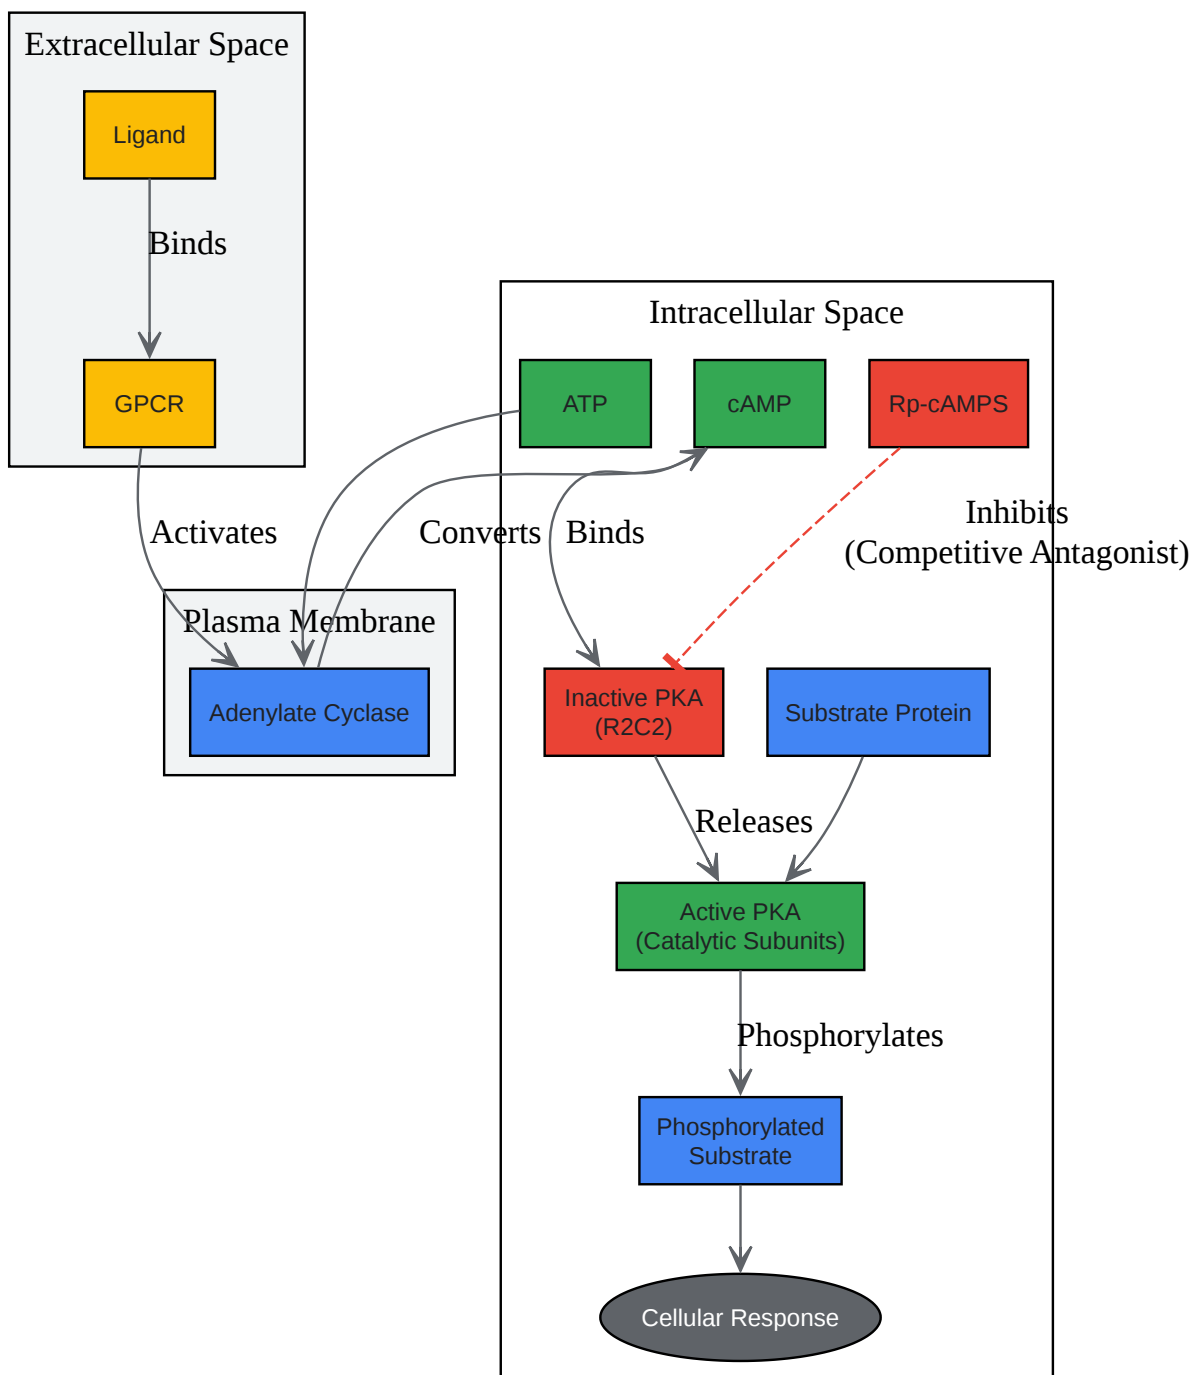 Extracellular Space
Ligand
Binds
GPCR
Intracellular Space
ATP
cAMP
Rp-cAMPS
Activates
Converts
Binds
Inhibits
(Competitive Antagonist)
Plasma Membrane
Adenylate Cyclase
Inactive PKA
(R2C2)
Substrate Protein
Releases
Active PKA
(Catalytic Subunits)
Phosphorylates
Phosphorylated
Substrate
Cellular Response